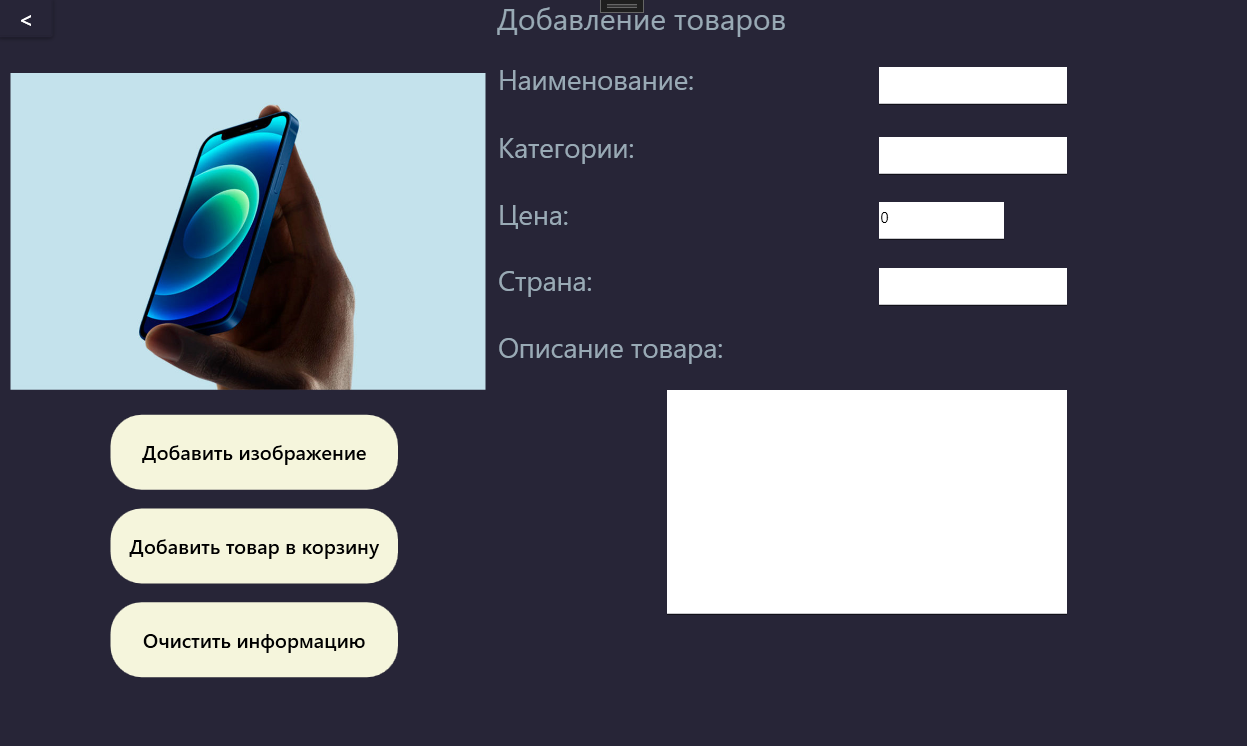 <
Добавление товаров
Наименование:
Категории:
Цена:
0
Страна:
Описание товара:
Добавить изображение
Добавить товар в корзину
Очистить информацию